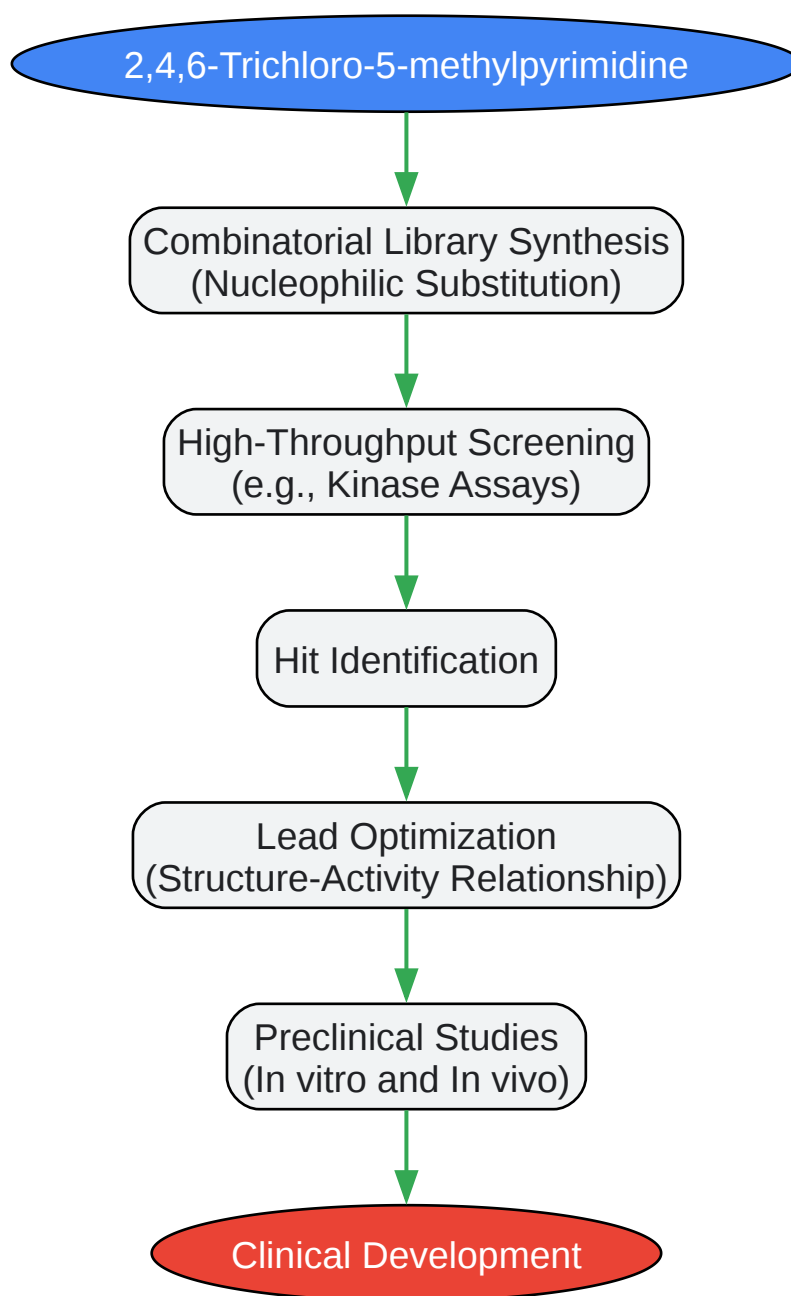 2,4,6-Trichloro-5-methylpyrimidine
Combinatorial Library Synthesis
(Nucleophilic Substitution)
High-Throughput Screening
(e.g., Kinase Assays)
Hit Identification
Lead Optimization
(Structure-Activity Relationship)
Preclinical Studies
(In vitro and In vivo)
Clinical Development